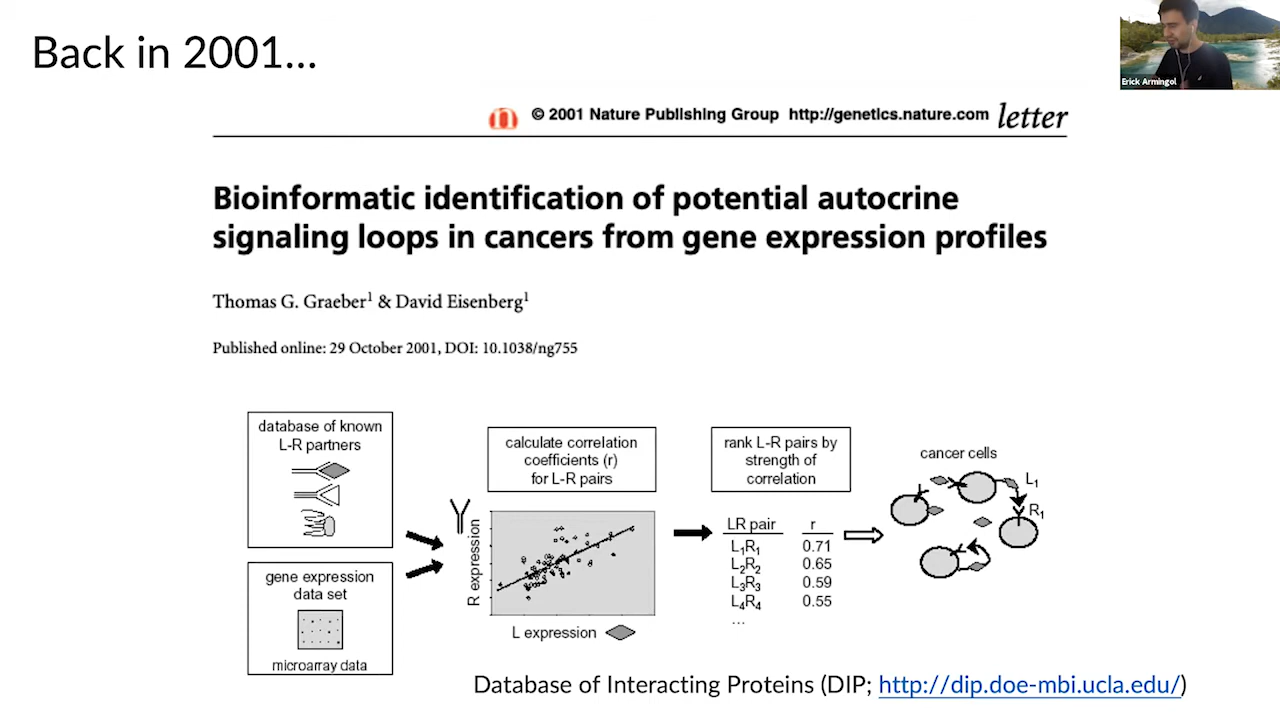 Back in 2001...
Erick Armingol
© 2001 Nature Publishing Group http://genetics.nature.com letter
Bioinformatic identification of potential autocrine
signaling loops in cancers from gene expression profiles
Thomas G. Graeber1 & David Eisenberg1
Published online: 29 October 2001, DOI: 10.1038/ng755
database of known
L-R partners
gene expression
data set
microarray data
calculate correlation
coefficients (r)
for L-R pairs
R expression
L expression
rank L-R pairs by
strength of
correlation
LR pair r
L1R1 0.71
L2R2 0.65
L3R3 0.59
L4R4 0.55
...
cancer cells
L1
R1
Database of Interacting Proteins (DIP; http://dip.doe-mbi.ucla.edu/)